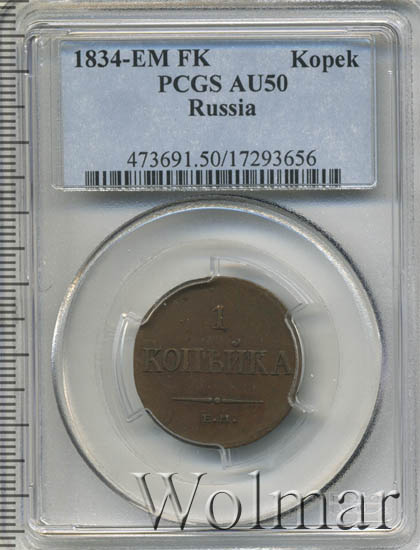 1834-EM FK Kopek
PCGS AU50
Russia
473691.50/17293656
1
КОПѢЙКА
Е.М.
Wolmar